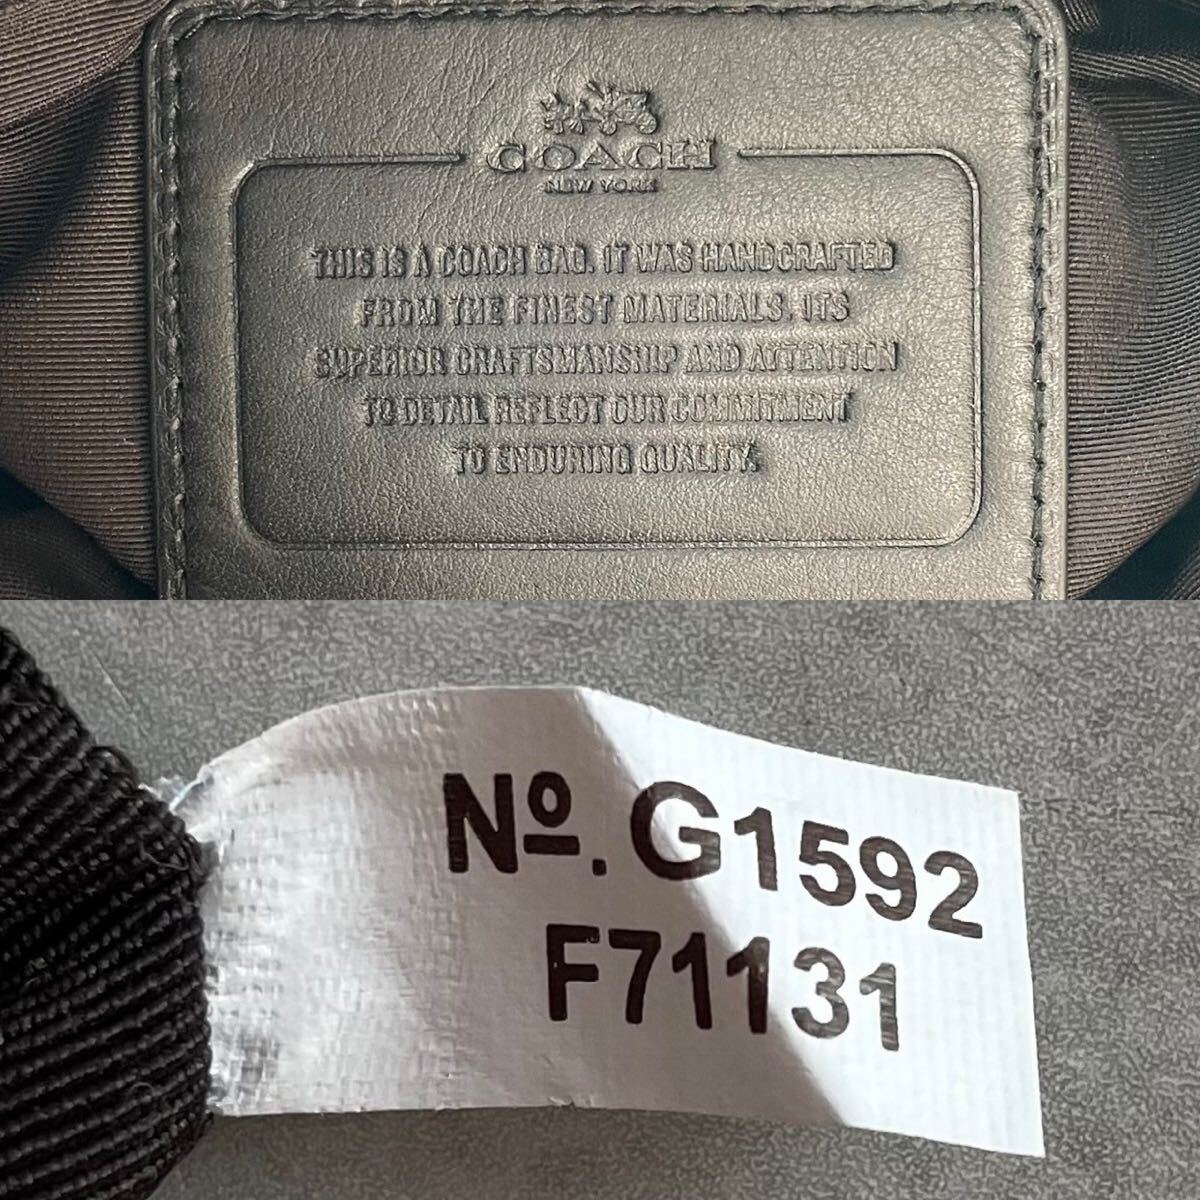 COACH
NEW YORK
THIS IS A COACH BAG. IT WAS HANDCRAFTED
FROM THE FINEST MATERIALS. ITS
SUPERIOR CRAFTSMANSHIP AND ATTENTION
TO DETAIL REFLECT OUR COMMITMENT
TO ENDURING QUALITY.
Nº. G1592
F71131